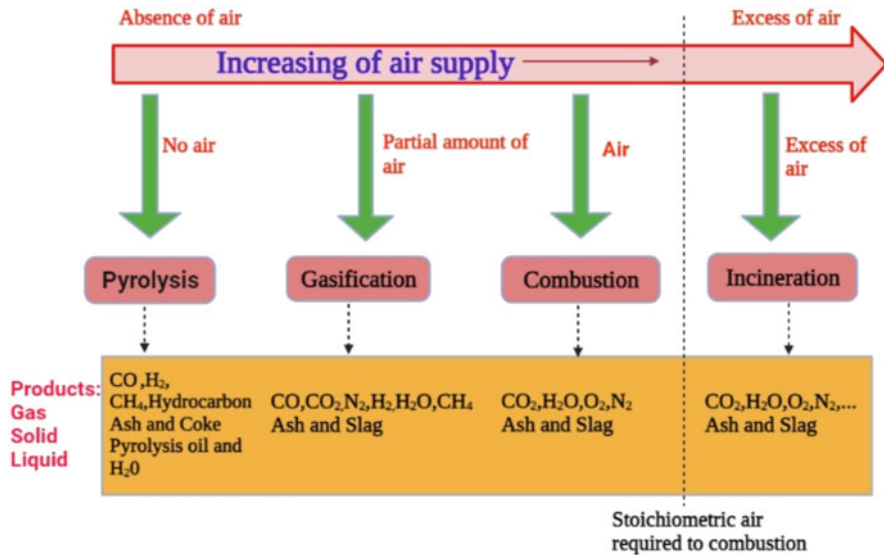 Absence of air
Excess of air
Increasing of air supply
No air
Partial amount of
air
Air
Excess of
air
Pyrolysis
Gasification
Combustion
Incineration
Products:
Gas
Solid
Liquid
CO,H₂,
CH₄,Hydrocarbon
Ash and Coke
Pyrolysis oil and
H₂0
CO,CO₂,N₂,H₂,H₂O,CH₄
Ash and Slag
CO₂,H₂O,O₂,N₂
Ash and Slag
CO₂,H₂O,O₂,N₂,...
Ash and Slag
Stoichiometric air
required to combustion